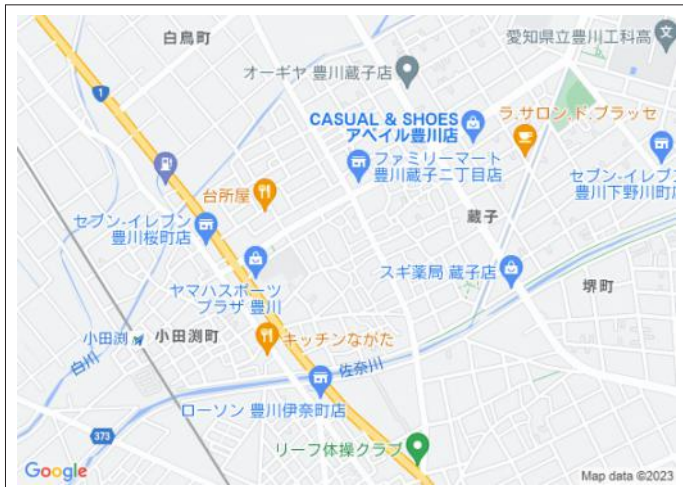 白鳥町
愛知県立豊川工科高
オーギヤ 豊川蔵子店
1
CASUAL & SHOES
アベイル豊川店
ラ.サロン.ド.ブラッセ
ファミリーマート
豊川蔵子二丁目店
セブン-イレブン
豊川下野川町店
台所屋
蔵子
セブン-イレブン
豊川桜町店
スギ薬局 蔵子店
堺町
ヤマハスポーツ
プラザ 豊川
小田渕
小田渕町
キッチンながた
白川
佐奈川
ローソン 豊川伊奈町店
373
リーフ体操クラブ
Google
Map data ©2023